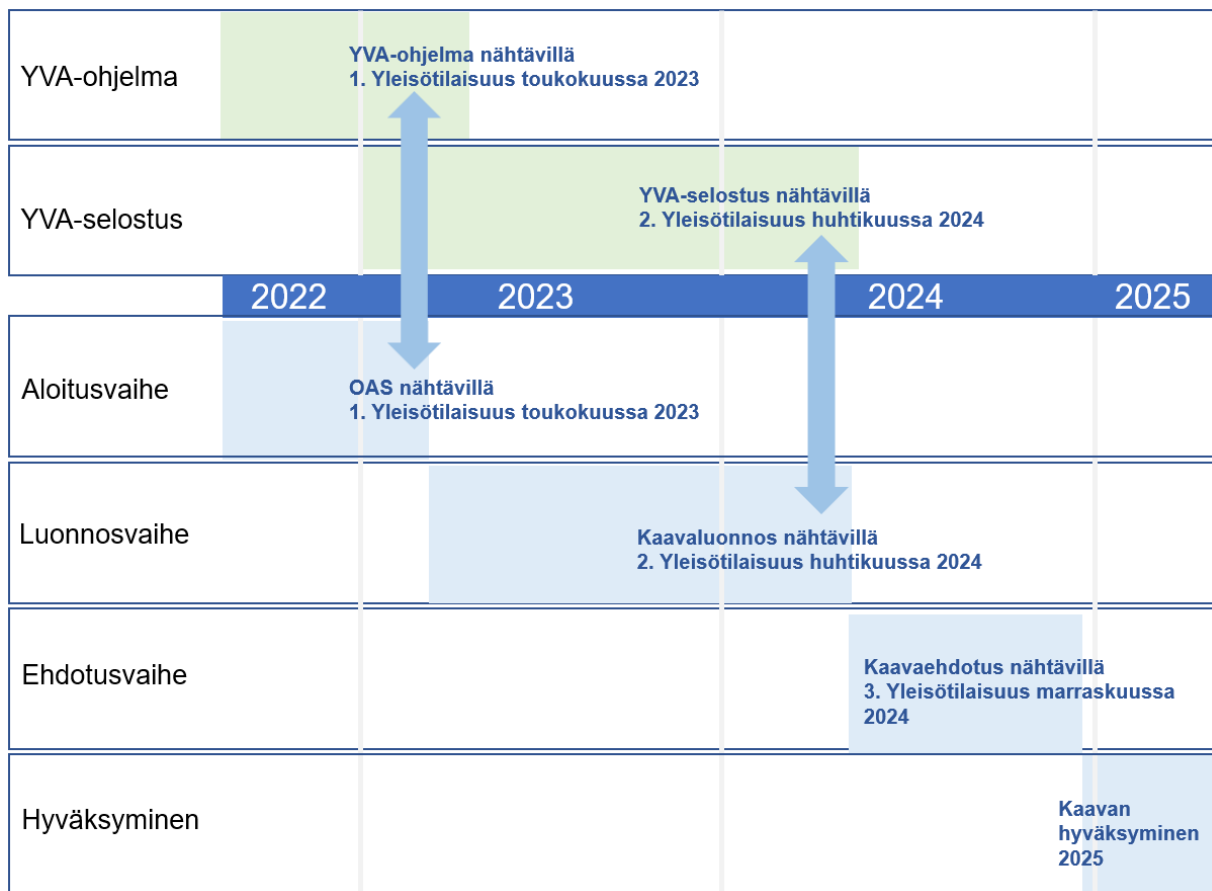 YVA-ohjelma
YVA-ohjelma nähtävillä
1. Yleisötilaisuus toukokuussa 2023
YVA-selostus
YVA-selostus nähtävillä
2. Yleisötilaisuus huhtikuussa 2024
2022 2023 2024 2025
Aloitusvaihe
OAS nähtävillä
1. Yleisötilaisuus toukokuussa 2023
Luonnosvaihe
Kaavaluonnos nähtävillä
2. Yleisötilaisuus huhtikuussa 2024
Ehdotusvaihe
Kaavaehdotus nähtävillä
3. Yleisötilaisuus marraskuussa
2024
Hyväksyminen
Kaavan
hyväksyminen
2025